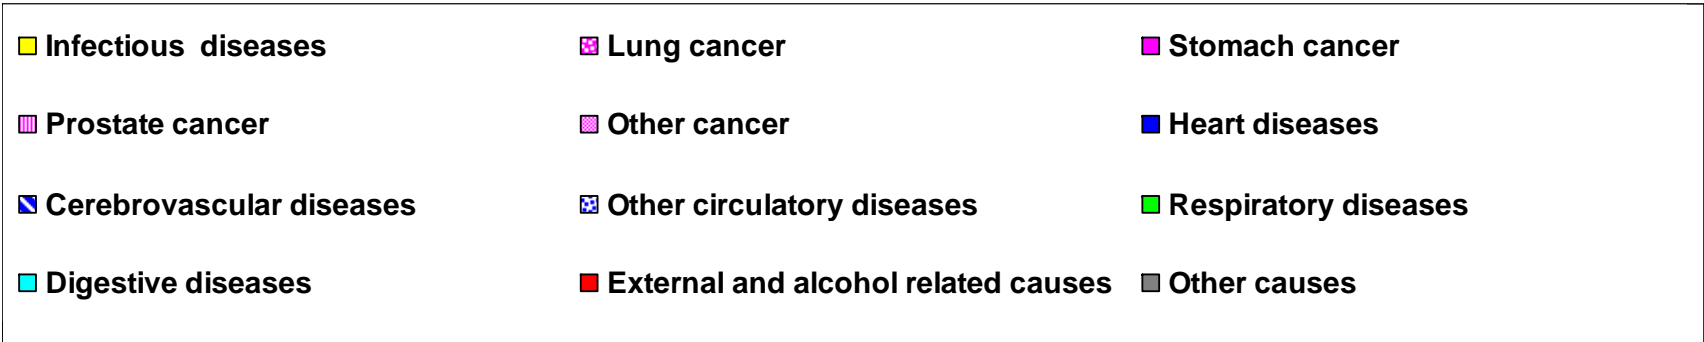 Infectious  diseases Lung cancer Stomach cancer
Prostate cancer Other cancer Heart diseases
Cerebrovascular diseases Other circulatory diseases Respiratory diseases
Digestive diseases External and alcohol related causes Other causes